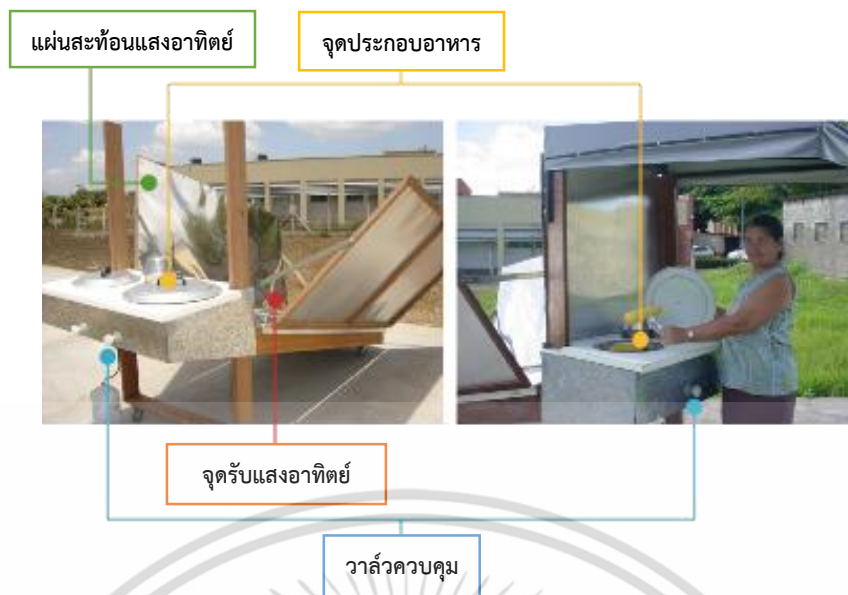 แผ่นสะท้อนแสงอาทิตย์
จุดประกอบอาหาร
จุดรับแสงอาทิตย์
วาล์วควบคุม